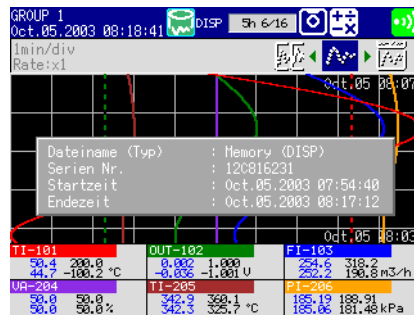 GROUP 1
Oct.05.2003 08:18:41 DISP 5h 6/16
1min/div
Rate:x1
Oct.05 08:07
Dateiname (Typ) : Memory (DISP)
Serien Nr. : 12C816231
Startzeit : Oct.05.2003 07:54:40
Endezeit : Oct.05.2003 08:17:12
Oct.05 08:03
TI-101 OUT-102 FI-103
50.4 200.0 0.002 1.000 254.6 318.2
44.7 -100.2 °C -0.036 -1.001 V 252.2 190.8 m3/h
VA-204 TI-205 PI-206
50.0 50.0 342.9 360.1 185.19 188.91
50.0 50.0 % 342.3 325.7 °C 185.06 181.48 kPa